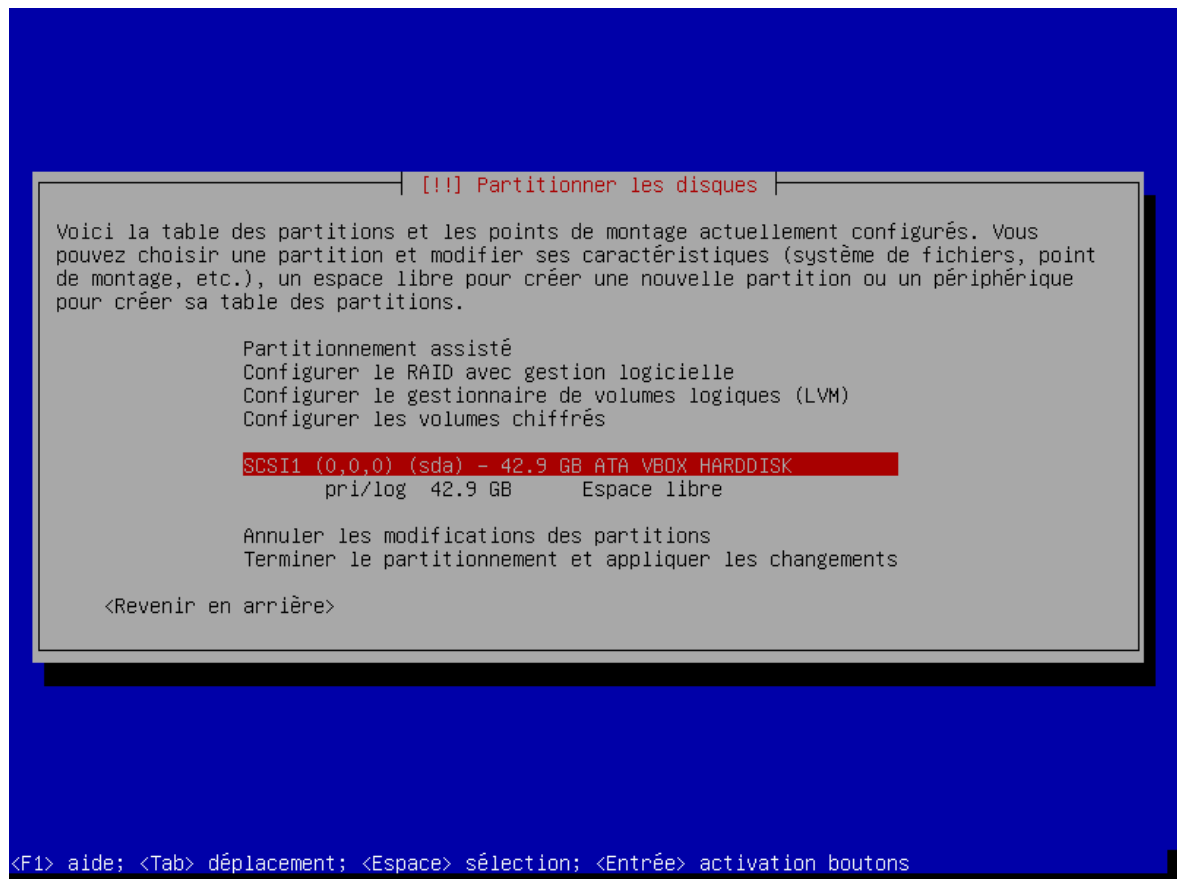 [!!] Partitionner les disques
Voici la table des partitions et les points de montage actuellement configurés. Vous
pouvez choisir une partition et modifier ses caractéristiques (système de fichiers, point
de montage, etc.), un espace libre pour créer une nouvelle partition ou un périphérique
pour créer sa table des partitions.
Partitionnement assisté
Configurer le RAID avec gestion logicielle
Configurer le gestionnaire de volumes logiques (LVM)
Configurer les volumes chiffrés
SCSI1 (0,0,0) (sda) - 42.9 GB ATA VBOX HARDDISK
pri/log 42.9 GB Espace libre
Annuler les modifications des partitions
Terminer le partitionnement et appliquer les changements
<Revenir en arrière>
<F1> aide; <Tab> déplacement; <Espace> sélection; <Entrée> activation boutons